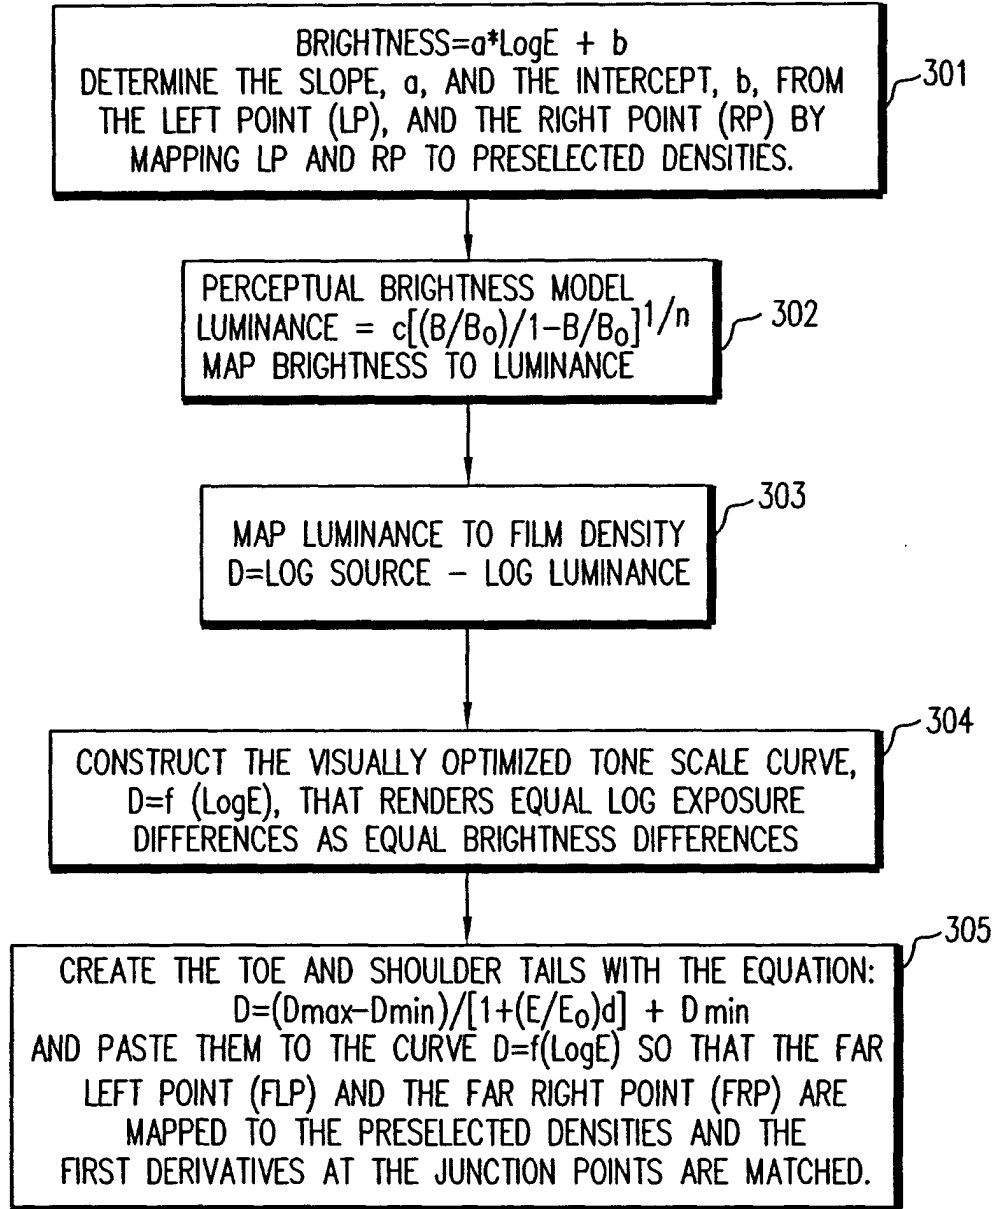 BRIGHTNESS=a*LogE + b
DETERMINE THE SLOPE, a, AND THE INTERCEPT, b, FROM
THE LEFT POINT (LP), AND THE RIGHT POINT (RP) BY
MAPPING LP AND RP TO PRESELECTED DENSITIES.
301
PERCEPTUAL BRIGHTNESS MODEL
LUMINANCE = c[(B/B0)/1-B/B0]1/n
MAP BRIGHTNESS TO LUMINANCE
302
MAP LUMINANCE TO FILM DENSITY
D=LOG SOURCE - LOG LUMINANCE
303
CONSTRUCT THE VISUALLY OPTIMIZED TONE SCALE CURVE,
D=f (LogE), THAT RENDERS EQUAL LOG EXPOSURE
DIFFERENCES AS EQUAL BRIGHTNESS DIFFERENCES
304
CREATE THE TOE AND SHOULDER TAILS WITH THE EQUATION:
D=(Dmax-Dmin)/[1+(E/E0)d] + Dmin
AND PASTE THEM TO THE CURVE D=f(LogE) SO THAT THE FAR
LEFT POINT (FLP) AND THE FAR RIGHT POINT (FRP) ARE
MAPPED TO THE PRESELECTED DENSITIES AND THE
FIRST DERIVATIVES AT THE JUNCTION POINTS ARE MATCHED.
305